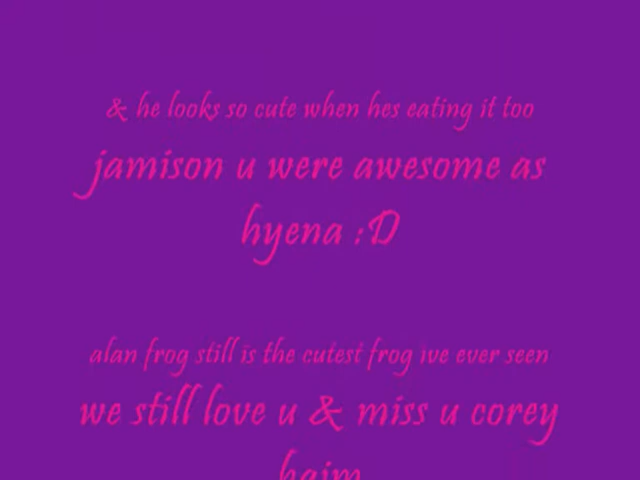 & he looks so cute when hes eating it too
jamison u were awesome as
hyena :D
alan frog still is the cutest frog ive ever seen
we still love u & miss u corey
haim